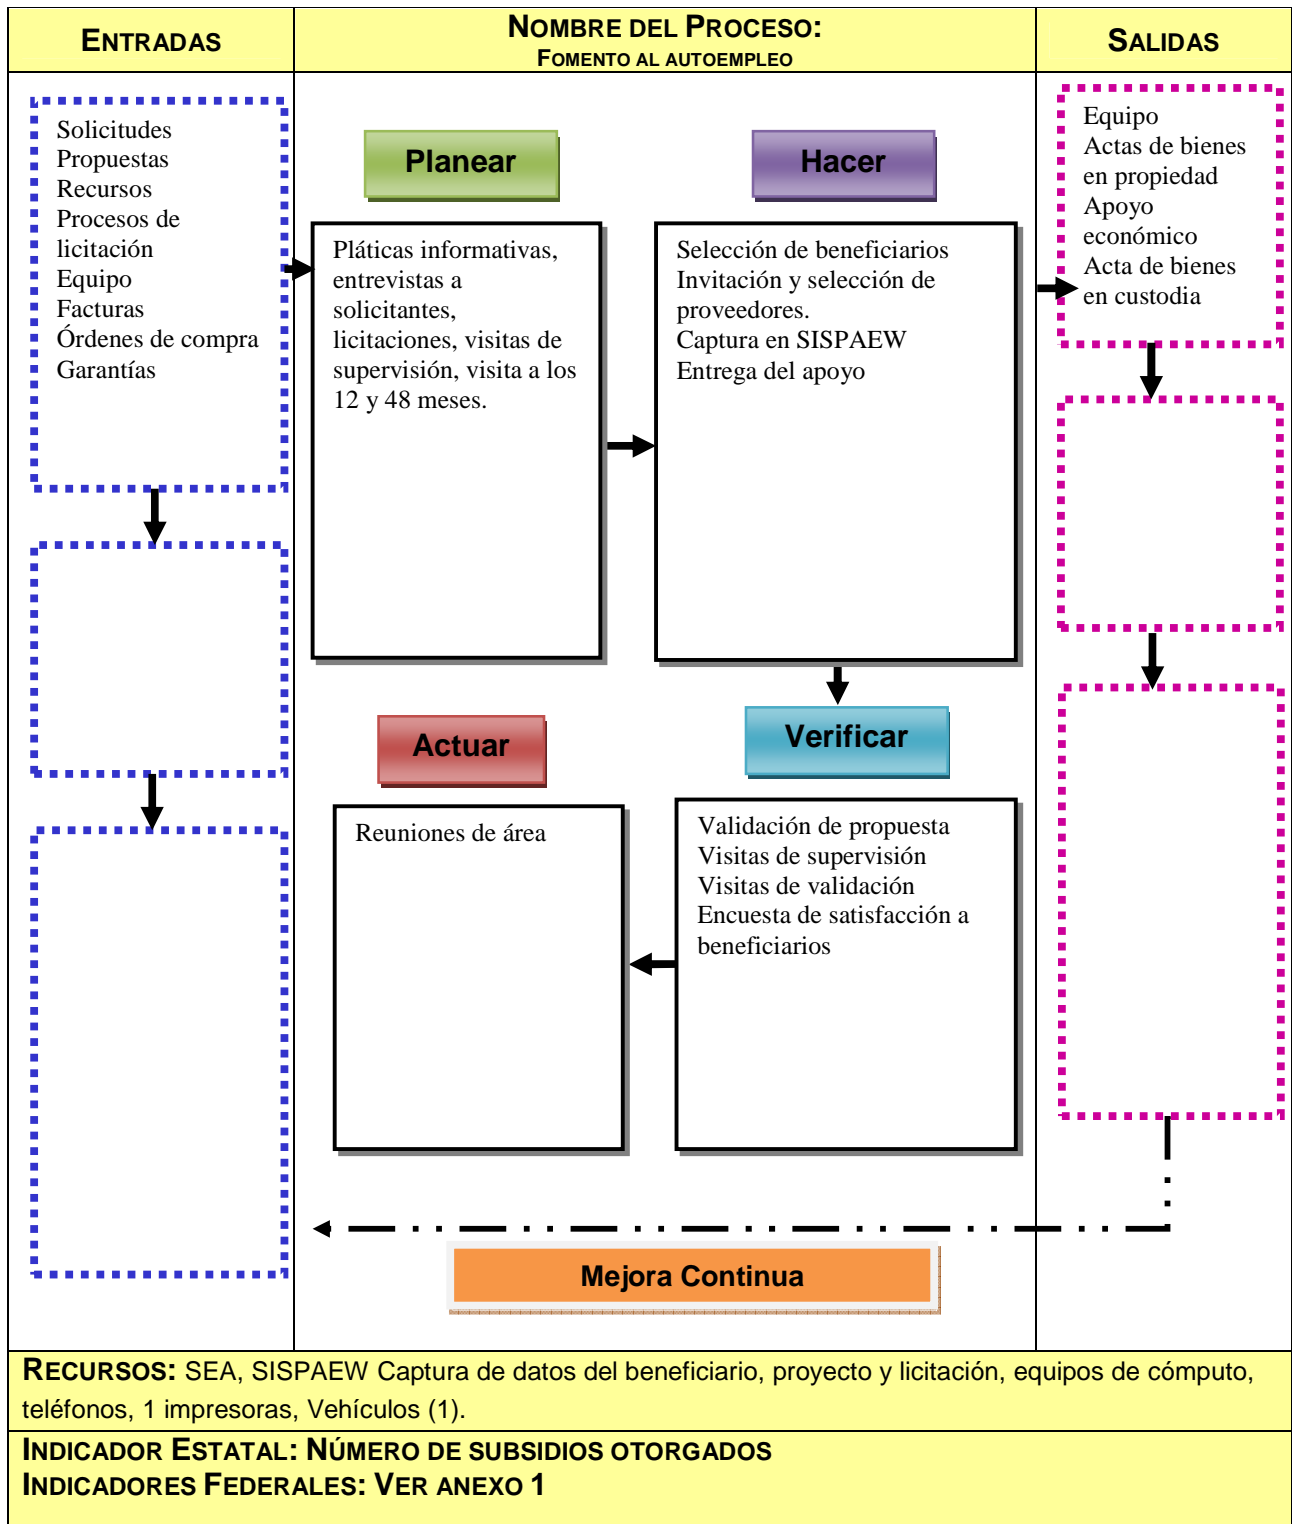 ENTRADAS
NOMBRE DEL PROCESO:
FOMENTO AL AUTOEMPLEO
SALIDAS
Solicitudes
Propuestas
Recursos
Procesos de
licitación
Equipo
Facturas
Órdenes de compra
Garantías
Planear
Pláticas informativas,
entrevistas a
solicitantes,
licitaciones, visitas de
supervisión, visita a los
12 y 48 meses.
Hacer
Selección de beneficiarios
Invitación y selección de
proveedores.
Captura en SISPAEW
Entrega del apoyo
Equipo
Actas de bienes
en propiedad
Apoyo
económico
Acta de bienes
en custodia
Actuar
Reuniones de área
Verificar
Validación de propuesta
Visitas de supervisión
Visitas de validación
Encuesta de satisfacción a
beneficiarios
Mejora Continua
RECURSOS: SEA, SISPAEW Captura de datos del beneficiario, proyecto y licitación, equipos de cómputo,
teléfonos, 1 impresoras, Vehículos (1).
INDICADOR ESTATAL: NÚMERO DE SUBSIDIOS OTORGADOS
INDICADORES FEDERALES: VER ANEXO 1